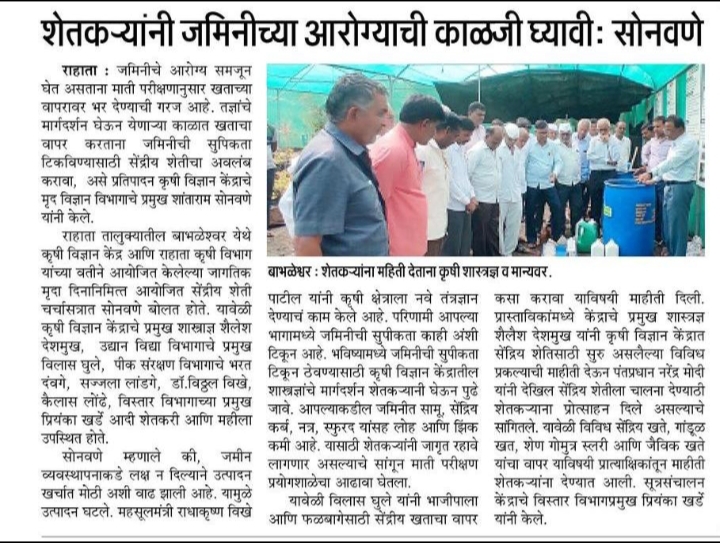 शेतकऱ्यांनी जमिनीच्या आरोग्याची काळजी घ्यावी: सोनवणे
राहाता : जमिनीचे आरोग्य समजून
घेत असताना माती परीक्षणानुसार खताच्या
वापरावर भर देण्याची गरज आहे. तज्ञांचे
मार्गदर्शन घेऊन येणाऱ्या काळात खताचा
वापर करताना जमिनीची सुपिकता
टिकविण्यासाठी सेंद्रीय शेतीचा अवलंब
करावा, असे प्रतिपादन कृषी विज्ञान केंद्राचे
मृद विज्ञान विभागाचे प्रमुख शांताराम सोनवणे
यांनी केले.
राहाता तालुक्यातील बाभळेश्वर येथे
कृषी विज्ञान केंद्र आणि राहाता कृषी विभाग
यांच्या वतीने आयोजित केलेल्या जागतिक
मृदा दिनानिमित्त आयोजित सेंद्रीय शेती
चर्चासत्रात सोनवणे बोलत होते. यावेळी
कृषी विज्ञान केंद्राचे प्रमुख शास्त्रज्ञ शैलेश
देशमुख, उद्यान विद्या विभागाचे प्रमुख
विलास घुले, पीक संरक्षण विभागाचे भरत
दंवगे, सज्जला लांडगे, डॉ.विठ्ठल विखे,
कैलास लोंढे, विस्तार विभागाच्या प्रमुख
प्रियंका खर्डे आदी शेतकरी आणि महीला
उपस्थित होते.
सोनवणे म्हणाले की, जमीन
व्यवस्थापनाकडे लक्ष न दिल्याने उत्पादन
खर्चात मोठी अशी वाढ झाली आहे. यामुळे
उत्पादन घटले. महसूलमंत्री राधाकृष्ण विखे
बाभळेश्वर : शेतकऱ्यांना माहिती देताना कृषी शास्त्रज्ञ व मान्यवर.
पाटील यांनी कृषी क्षेत्राला नवे तंत्रज्ञान
देण्याचं काम केले आहे. परिणामी आपल्या
भागामध्ये जमिनीची सुपीकता काही अंशी
टिकून आहे. भविष्यामध्ये जमिनीची सुपीकता
टिकून ठेवण्यासाठी कृषी विज्ञान केंद्रातील
शास्त्रज्ञांचे मार्गदर्शन शेतकऱ्यानी घेऊन पुढे
जावे. आपल्याकडील जमिनीत सामू, सेंद्रिय
कर्ब, नत्र, स्फुरद यांसह लोह आणि झिंक
कमी आहे. यासाठी शेतकऱ्यांनी जागृत रहावे
लागणार असल्याचे सांगून माती परीक्षण
प्रयोगशाळेचा आढावा घेतला.
यावेळी विलास घुले यांनी भाजीपाला
आणि फळबागेसाठी सेंद्रीय खताचा वापर
कसा करावा याविषयी माहीती दिली.
प्रास्ताविकांमध्ये केंद्राचे प्रमुख शास्त्रज्ञ
शैलेश देशमुख यांनी कृषी विज्ञान केंद्रात
सेंद्रिय शेतिसाठी सुरु असलेल्या विविध
प्रकल्पाची माहीती देऊन पंतप्रधान नरेंद्र मोदी
यांनी देखिल सेंद्रिय शेतीला चालना देण्याठी
शेतकऱ्याना प्रोत्साहन दिले असल्याचे
सांगितले. यावेळी विविध सेंद्रिय खते, गांडूळ
खत, शेण गोमुत्र स्लरी आणि जैविक खते
यांचा वापर याविषयी प्रात्यक्षिकांतून माहीती
शेतकऱ्यांना देण्यात आली. सूत्रसंचालन
केंद्राचे विस्तार विभागप्रमुख प्रियंका खर्डे
यांनी केले.